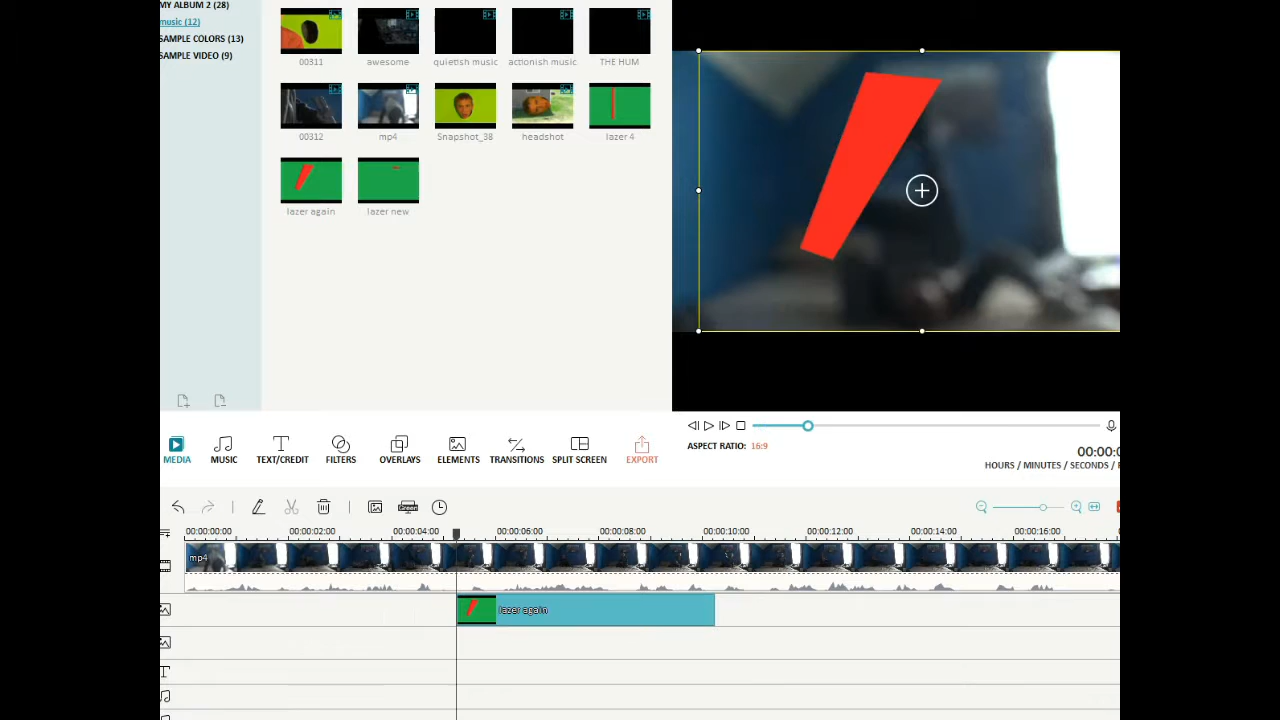 MY ALBUM 2 (28)
music (12)
SAMPLE COLORS (13)
SAMPLE VIDEO (9)
00311
awesome
quietish music
actionish music
THE HUM
00312
mp4
Snapshot_38
headshot
lazer 4
lazer again
lazer new
MEDIA
MUSIC
TEXT/CREDIT
FILTERS
OVERLAYS
ELEMENTS
TRANSITIONS
SPLIT SCREEN
EXPORT
ASPECT RATIO: 16:9
00:00:0
HOURS / MINUTES / SECONDS /
Green
00:00:00:00
00:00:02:00
00:00:04:00
00:00:06:00
00:00:08:00
00:00:10:00
00:00:12:00
00:00:14:00
00:00:16:00
mp4
lazer again